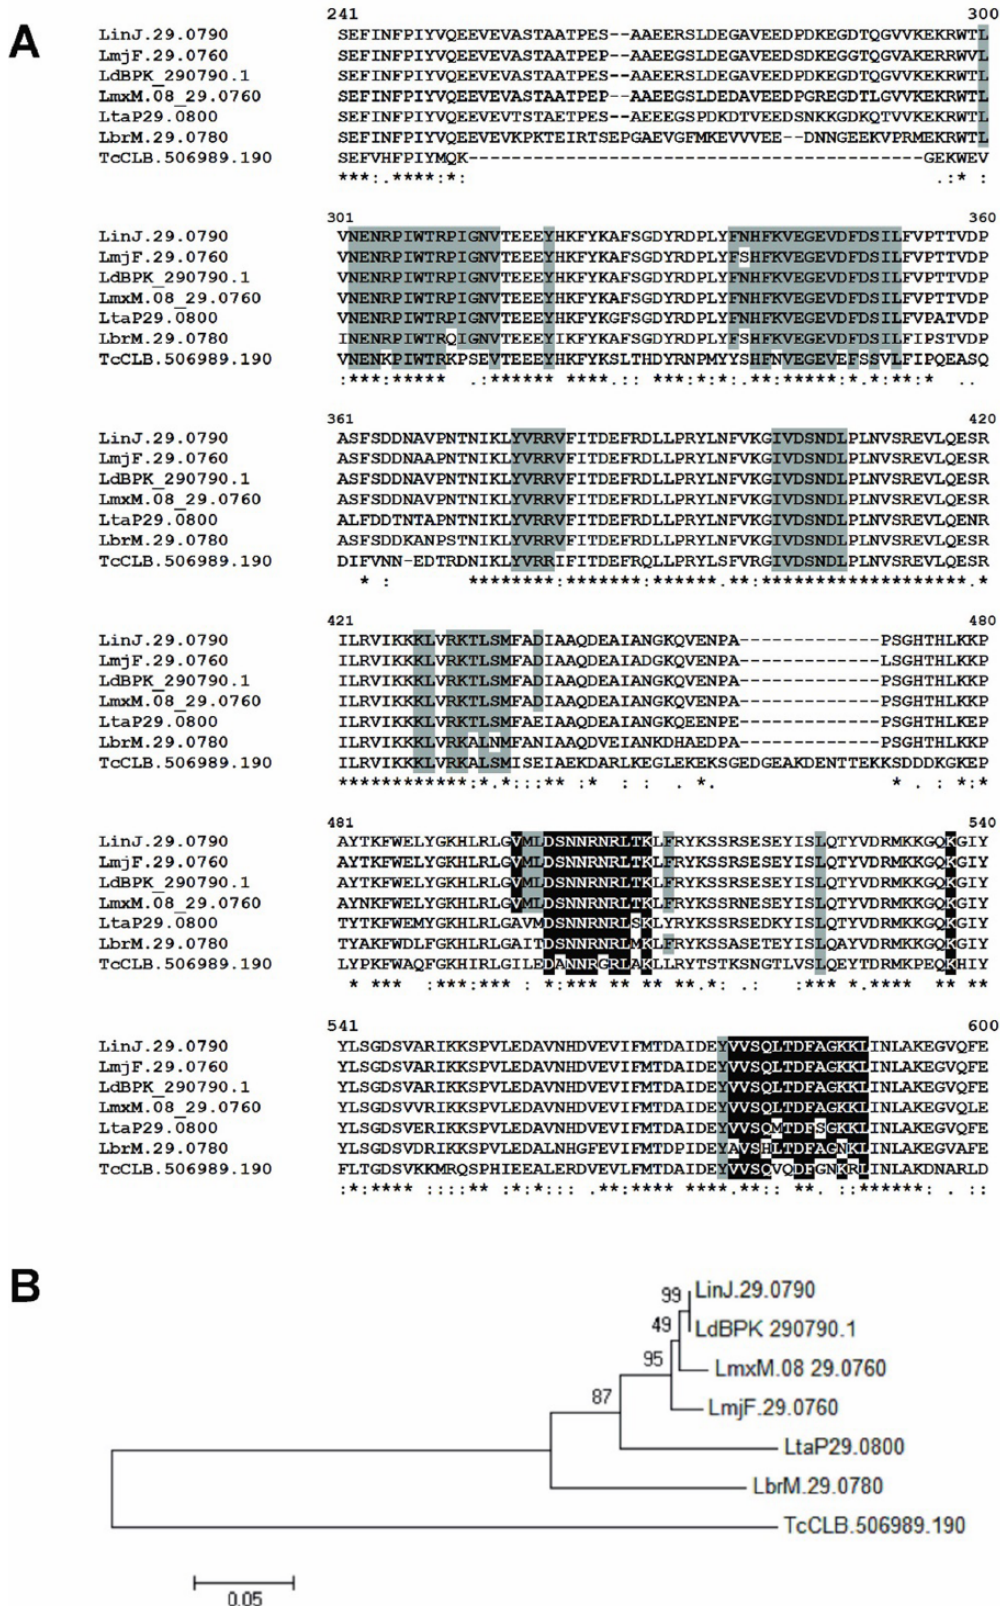 A
241 300
LinJ.29.0790 SEFINFPIYVQEEVEVASTAATPES--AAEERSLDEGAVEEDPDKEGDTQGVVKEKRWTL
LmjF.29.0760 SEFINFPIYVQEEVEVASTAATPES--AAEEGSLDEGAVEEDPDKEGGTQGVVKEKRRWVL
LdBPK_290790.1 SEFINFPIYVQEEVEVASTAATPES--AAEERSLDEGAVEEDPDKEGDTQGVVKEKRWTL
LmxM.08_29.0760 SEFINFPIYVQEEVEVASTAATPEP--AAEEGSLDEDAVEEDPGREGDTLGVVKEKRWTL
LtaP29.0800 SEFINFPIYVQEEVEVTSTAETPES--AAEEGSPDKDTVEEDSNKKGDKQTVVKEKRWTL
LbrM.29.0780 SEFINFPIYVQEEVEVKPKTEIRTSEPGAEVGFMKEVVVEE--DNNGEEKVPRMEKRWTL
TcCLB.506989.190 SEFVHFPIYMQK------------------------------------------GEKWEV
***:.****:*: .:* :
301 360
LinJ.29.0790 VNENRPIWTRPIGNVTEEEYHKFYKAFSGDYRDPLYFNHFKVEGEVDFDSILFVPTTVDP
LmjF.29.0760 VNENRPIWTRPIGNVTEEEYHKFYKAFSGDYRDPLYFSHFKVEGEVDFDSILFVPTTVDP
LdBPK_290790.1 VNENRPIWTRPIGNVTEEEYHKFYKAFSGDYRDPLYFNHFKVEGEVDFDSILFVPTTVDP
LmxM.08_29.0760 VNENRPIWTRPIGNVTEEEYHKFYKAFSGDYRDPLYFNHFKVEGEVDFDSILFIPTTVDP
LtaP29.0800 VNENRPIWTRPIGNVTEEEYHKFYKGFSGDYRDPLYFNHFKVEGEVDFDSILFVPATVDP
LbrM.29.0780 INENRPIWTRQIGNVTEEEYIKFYKAFSGDYRDPLYFSHFKVEGEVDFDSILFVPSTVDP
TcCLB.506989.190 VNENKPIWTRKPSEVTEEEYHKFYKSLTHDYRNPMYYSHFNVEGEVEFSSVLFIPQEASQ
:***:***** .:****** ****.:: ***:*:*:.**:*****:*.*:**:* ..
361 420
LinJ.29.0790 ASFSDDNAVPNTNIKLYVRRVFITDEFRDLLPRYLNFVKGIVDSNDLPLNVSREVLQESR
LmjF.29.0760 ASFSDDNAAPNTNIKLYVRRVFITDEFRDLLPRYLNFVKGIVDSNDLPLNVSREVLQESR
LdBPK_290790.1 ASFSDDNAVPNTNIKLYVRRVFITDEFRDLLPRYLNFVKGIVDSNDLPLNVSREVLQESR
LmxM.08_29.0760 ASFSDDNAVPNTNIKLYVRRVFITDEFRDLLPRYLNFVKGIVDSNDLPLNVSREVLQESR
LtaP29.0800 ALFDDTNTAPNTNIKLYVRRVFITDEFRDLLPRYLNFVKGIVDSNDLPLNVSREVLQENR
LbrM.29.0780 ASFSDDKANPSTNIKLYVRRVFITDEFRDLLPRYLNFVKGIVDSNDLPLNVSREVLQESR
TcCLB.506989.190 DIFVNN-EDTRDNIKLYVRRIFITDEFRQLLPRYLSFVRGIVDSNDLPLNVSREVLQESR
* : ********:*******:******.**:*******************.*
421 480
LinJ.29.0790 ILRVIKKKLVRKTLSMFADIAAQDEAIANGKQVENPA-------------PSGHTHLKKP
LmjF.29.0760 ILRVIKKKLVRKTLSMFADIAAQDEAIADGKQVENPA-------------LSGHTHLKKP
LdBPK_290790.1 ILRVIKKKLVRKTLSMFADIAAQDEAIANGKQVENPA-------------PSGHTHLKKP
LmxM.08_29.0760 ILRVIKKKLVRKTLSMFADIAAQDEAIANGKQVENPA-------------PSGHTHLKKP
LtaP29.0800 ILRVIKKKLVRKTLSMFAEIAAQDEAIANGKQEENPE-------------PSGHTHLKEP
LbrM.29.0780 ILRVIKKKLVRKALNMFANIAAQDVEIANKDHAEDPA-------------PSGHTHLKKP
TcCLB.506989.190 ILRVIKKKLVRKALSMISEIAEKDARLKEGLEKEKSGEDGEAKDENTTEKKSDDDKGKEP
************:*.*:::** :* : : . *. * . *:*
481 540
LinJ.29.0790 AYTKFWELYGKHLRLGVMLDSNNRNRLTKLFRYKSSRSESEYISLQTYVDRMKKGQKGIY
LmjF.29.0760 AYTKFWELYGKHLRLGVMLDSNNRNRLTKLFRYKSSRSESEYISLQTYVDRMKKGQKGIY
LdBPK_290790.1 AYTKFWELYGKHLRLGVMLDSNNRNRLTKLFRYKSSRSESEYISLQTYVDRMKKGQKGIY
LmxM.08_29.0760 AYNKFWELYGKHLRLGVMLDSNNRNRLTKLFRYKSSRNESEYISLQTYVDRMKKGQKGIY
LtaP29.0800 TYTKFWEMYGKHLRLGAVMDSNNRNRLSKLYRYKSSRSEDKYISLQTYVDRMKKGQKGIY
LbrM.29.0780 TYAKFWDLFGKHLRLGAITDSNNRNRLMKLFRYKSSASETEYISLQAYVDRMKKGQKGIY
TcCLB.506989.190 LYPKFWAQFGKHIRLGILEDANNRGRLAKLLRYTSTKSNGTLVSLQEYTDRMKPEQKHIY
* *** :***:*** : *:***.** ** **.*: .: :*** *.**** ** **
541 600
LinJ.29.0790 YLSGDSVARIKKSPVLEDAVNHDVEVIFMTDAIDEYVVSQLTDFAGKKLINLAKEGVQFE
LmjF.29.0760 YLSGDSVARIKKSPVLEDAVNHDVEVIFMTDAIDEYVVSQLTDFAGKKLINLAKEGVQFE
LdBPK_290790.1 YLSGDSVARIKKSPVLEDAVNHDVEVIFMTDAIDEYVVSQLTDFAGKKLINLAKEGVQFE
LmxM.08_29.0760 YLSGDSVVRIKKSPVLEDAVNHDVEVIFMTDAIDEYVVSQLTDFAGKKLINLAKEGVQLE
LtaP29.0800 YLSGDSVERIKKSPVLEDAVNHDVEVIFMTDAIDEYVVSQMTDFSGKKLINLAKEGVQFE
LbrM.29.0780 YLSGDSVDRIKKSPVLEDALNHGFEVIFMTDPIDEYAVSHLTDFAGNKLINLAKEGVAFE
TcCLB.506989.190 FLTGDSVKKMRQSPHIEEALERDVEVLFMTDAIDEYVVSQVQDFGNKRLINLAKDNARLD
:*:**** ::::** :*:*::: .**:****.****.**:: **. ::******: . ::
B
99 LinJ.29.0790
49 LdBPK 290790.1
95 LmxM.08 29.0760
87 LmjF.29.0760
LtaP29.0800
LbrM.29.0780
TcCLB.506989.190
0.05